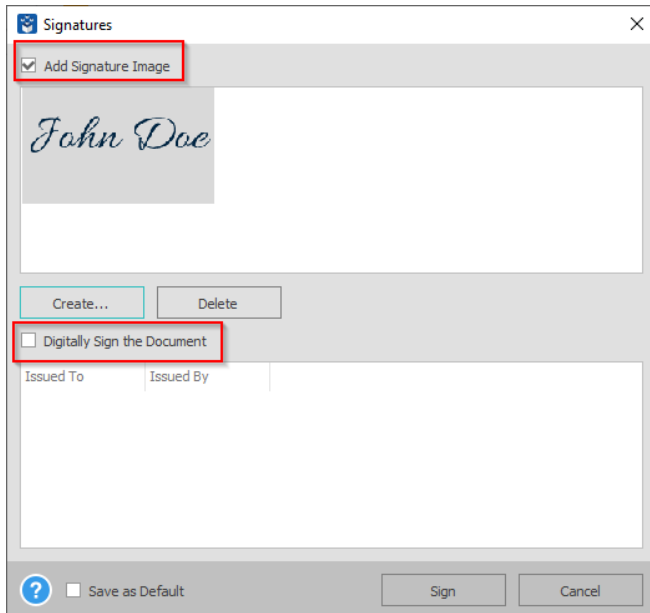 Signatures
Add Signature Image
John Doe
Create... Delete
Digitally Sign the Document
Issued To Issued By
? Save as Default Sign Cancel